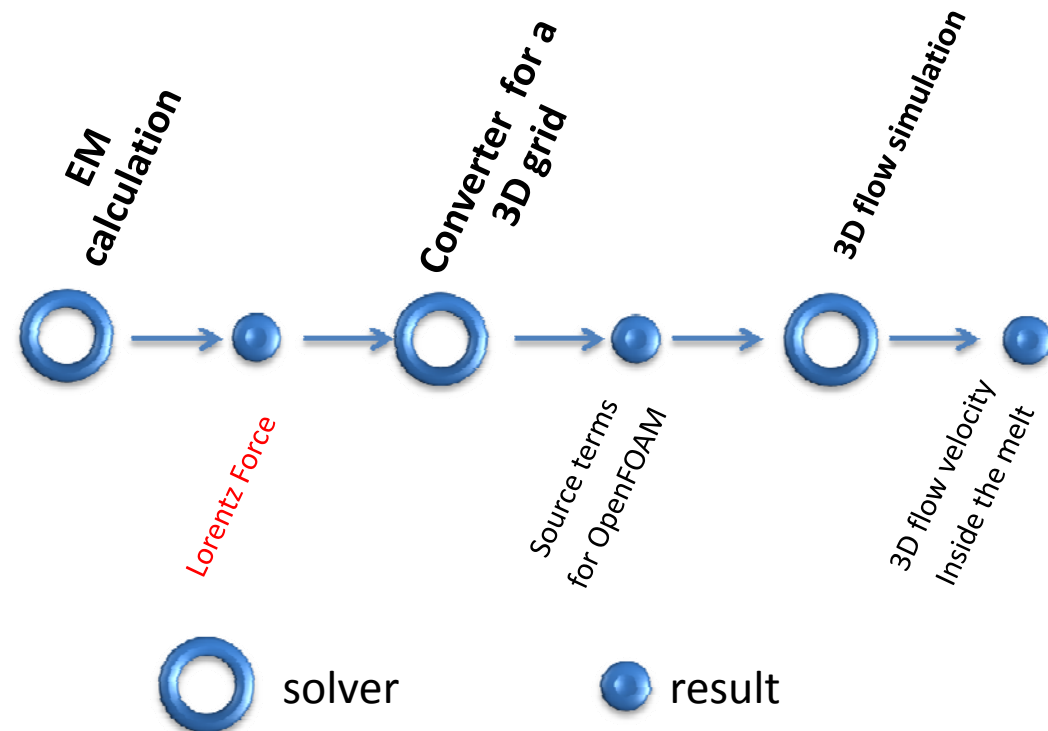 EM
calculation
Converter for a
3D grid
3D flow simulation
Lorentz Force
Source terms
for OpenFOAM
3D flow velocity
Inside the melt
solver
result